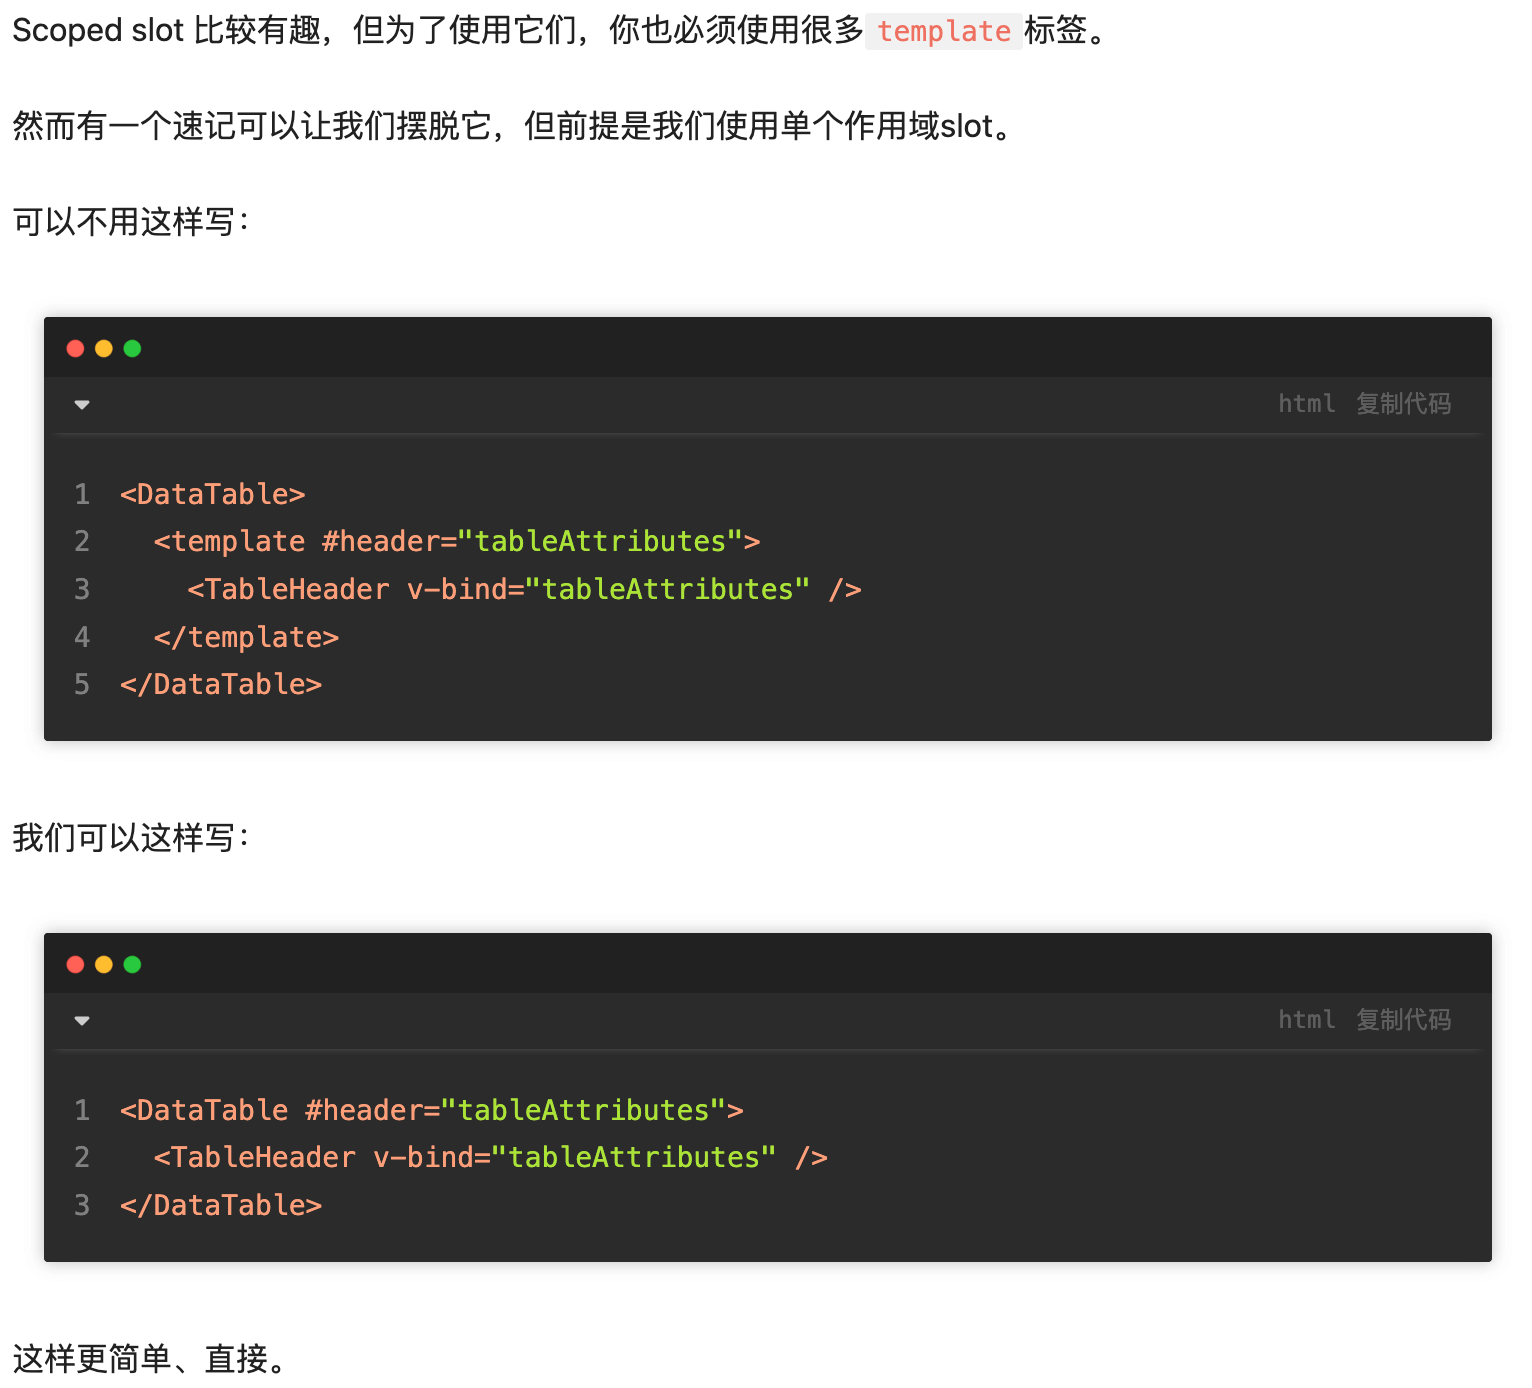 Scoped slot 比较有趣，但为了使用它们，你也必须使用很多 template 标签。
然而有一个速记可以让我们摆脱它，但前提是我们使用单个作用域slot。
可以不用这样写：
html 复制代码
1 <DataTable>
2   <template #header="tableAttributes">
3     <TableHeader v-bind="tableAttributes" />
4   </template>
5 </DataTable>
我们可以这样写：
html 复制代码
1 <DataTable #header="tableAttributes">
2   <TableHeader v-bind="tableAttributes" />
3 </DataTable>
这样更简单、直接。